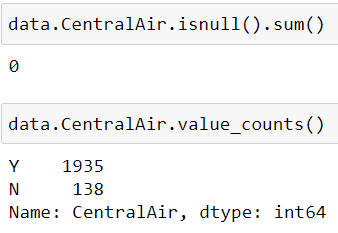 data.CentralAir.isnull().sum()
0
data.CentralAir.value_counts()
Y    1935
N     138
Name: CentralAir, dtype: int64